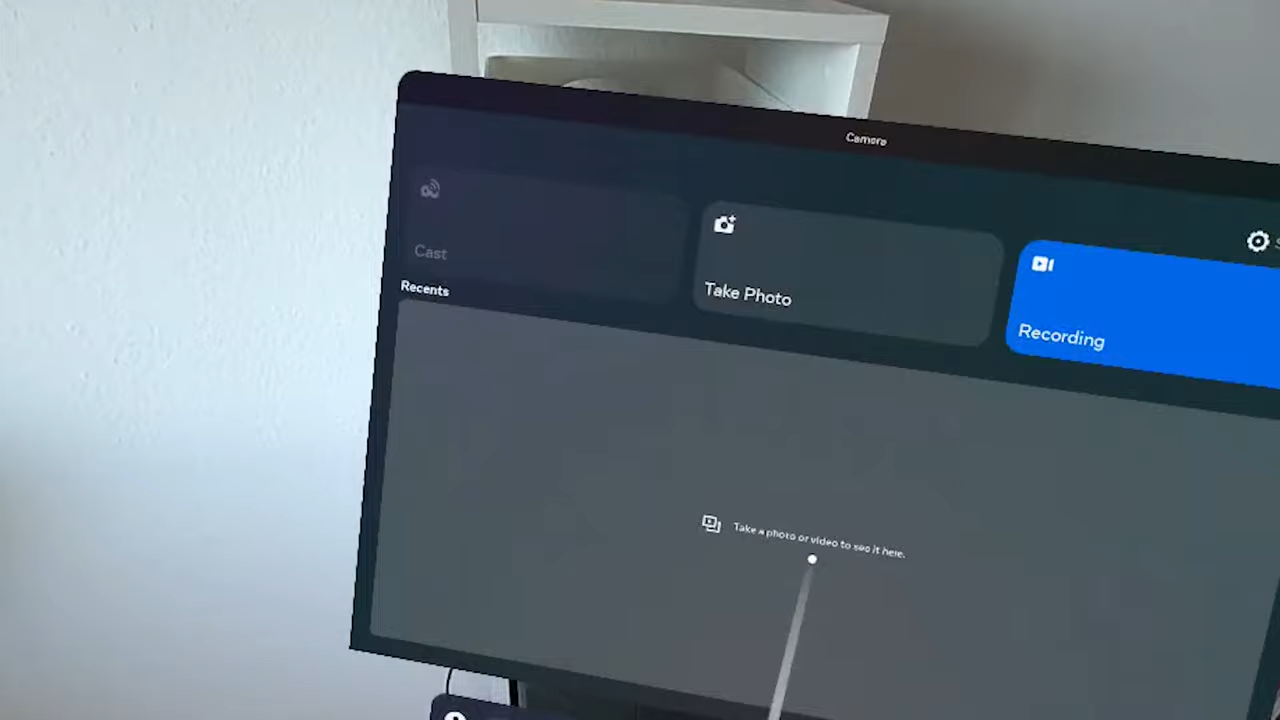 Camera
Cast
Take Photo
Recording
Recents
Take a photo or video to see it here.